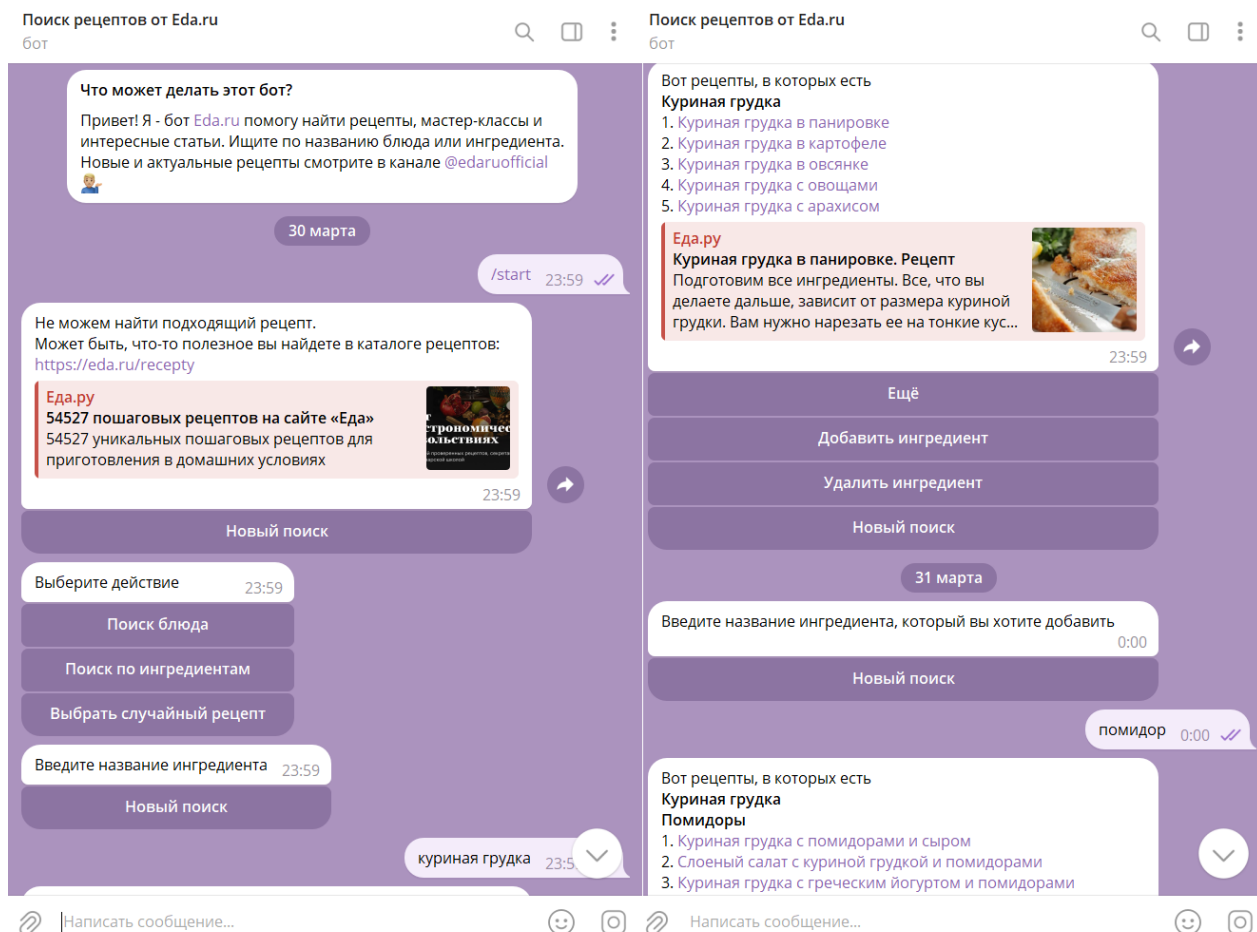 Поиск рецептов от Eda.ru
бот
Что может делать этот бот?
Привет! Я - бот Eda.ru помогу найти рецепты, мастер-классы и
интересные статьи. Ищите по названию блюда или ингредиента.
Новые и актуальные рецепты смотрите в канале @edaruofficial
30 марта
/start 23:59
Не можем найти подходящий рецепт.
Может быть, что-то полезное вы найдете в каталоге рецептов:
https://eda.ru/recepty
Еда.ру
54527 пошаговых рецептов на сайте «Еда»
54527 уникальных пошаговых рецептов для
приготовления в домашних условиях
23:59
Новый поиск
Выберите действие 23:59
Поиск блюда
Поиск по ингредиентам
Выбрать случайный рецепт
Введите название ингредиента 23:59
Новый поиск
куриная грудка
Написать сообщение...
Поиск рецептов от Eda.ru
бот
Вот рецепты, в которых есть
Куриная грудка
1. Куриная грудка в панировке
2. Куриная грудка в картофеле
3. Куриная грудка в овсянке
4. Куриная грудка с овощами
5. Куриная грудка с арахисом
Еда.ру
Куриная грудка в панировке. Рецепт
Подготовим все ингредиенты. Все, что вы
делаете дальше, зависит от размера куриной
грудки. Вам нужно нарезать ее на тонкие кус...
23:59
Ещё
Добавить ингредиент
Удалить ингредиент
Новый поиск
31 марта
Введите название ингредиента, который вы хотите добавить
0:00
Новый поиск
помидор 0:00
Вот рецепты, в которых есть
Куриная грудка
Помидоры
1. Куриная грудка с помидорами и сыром
2. Слоеный салат с куриной грудкой и помидорами
3. Куриная грудка с греческим йогуртом и помидорами
Написать сообщение...